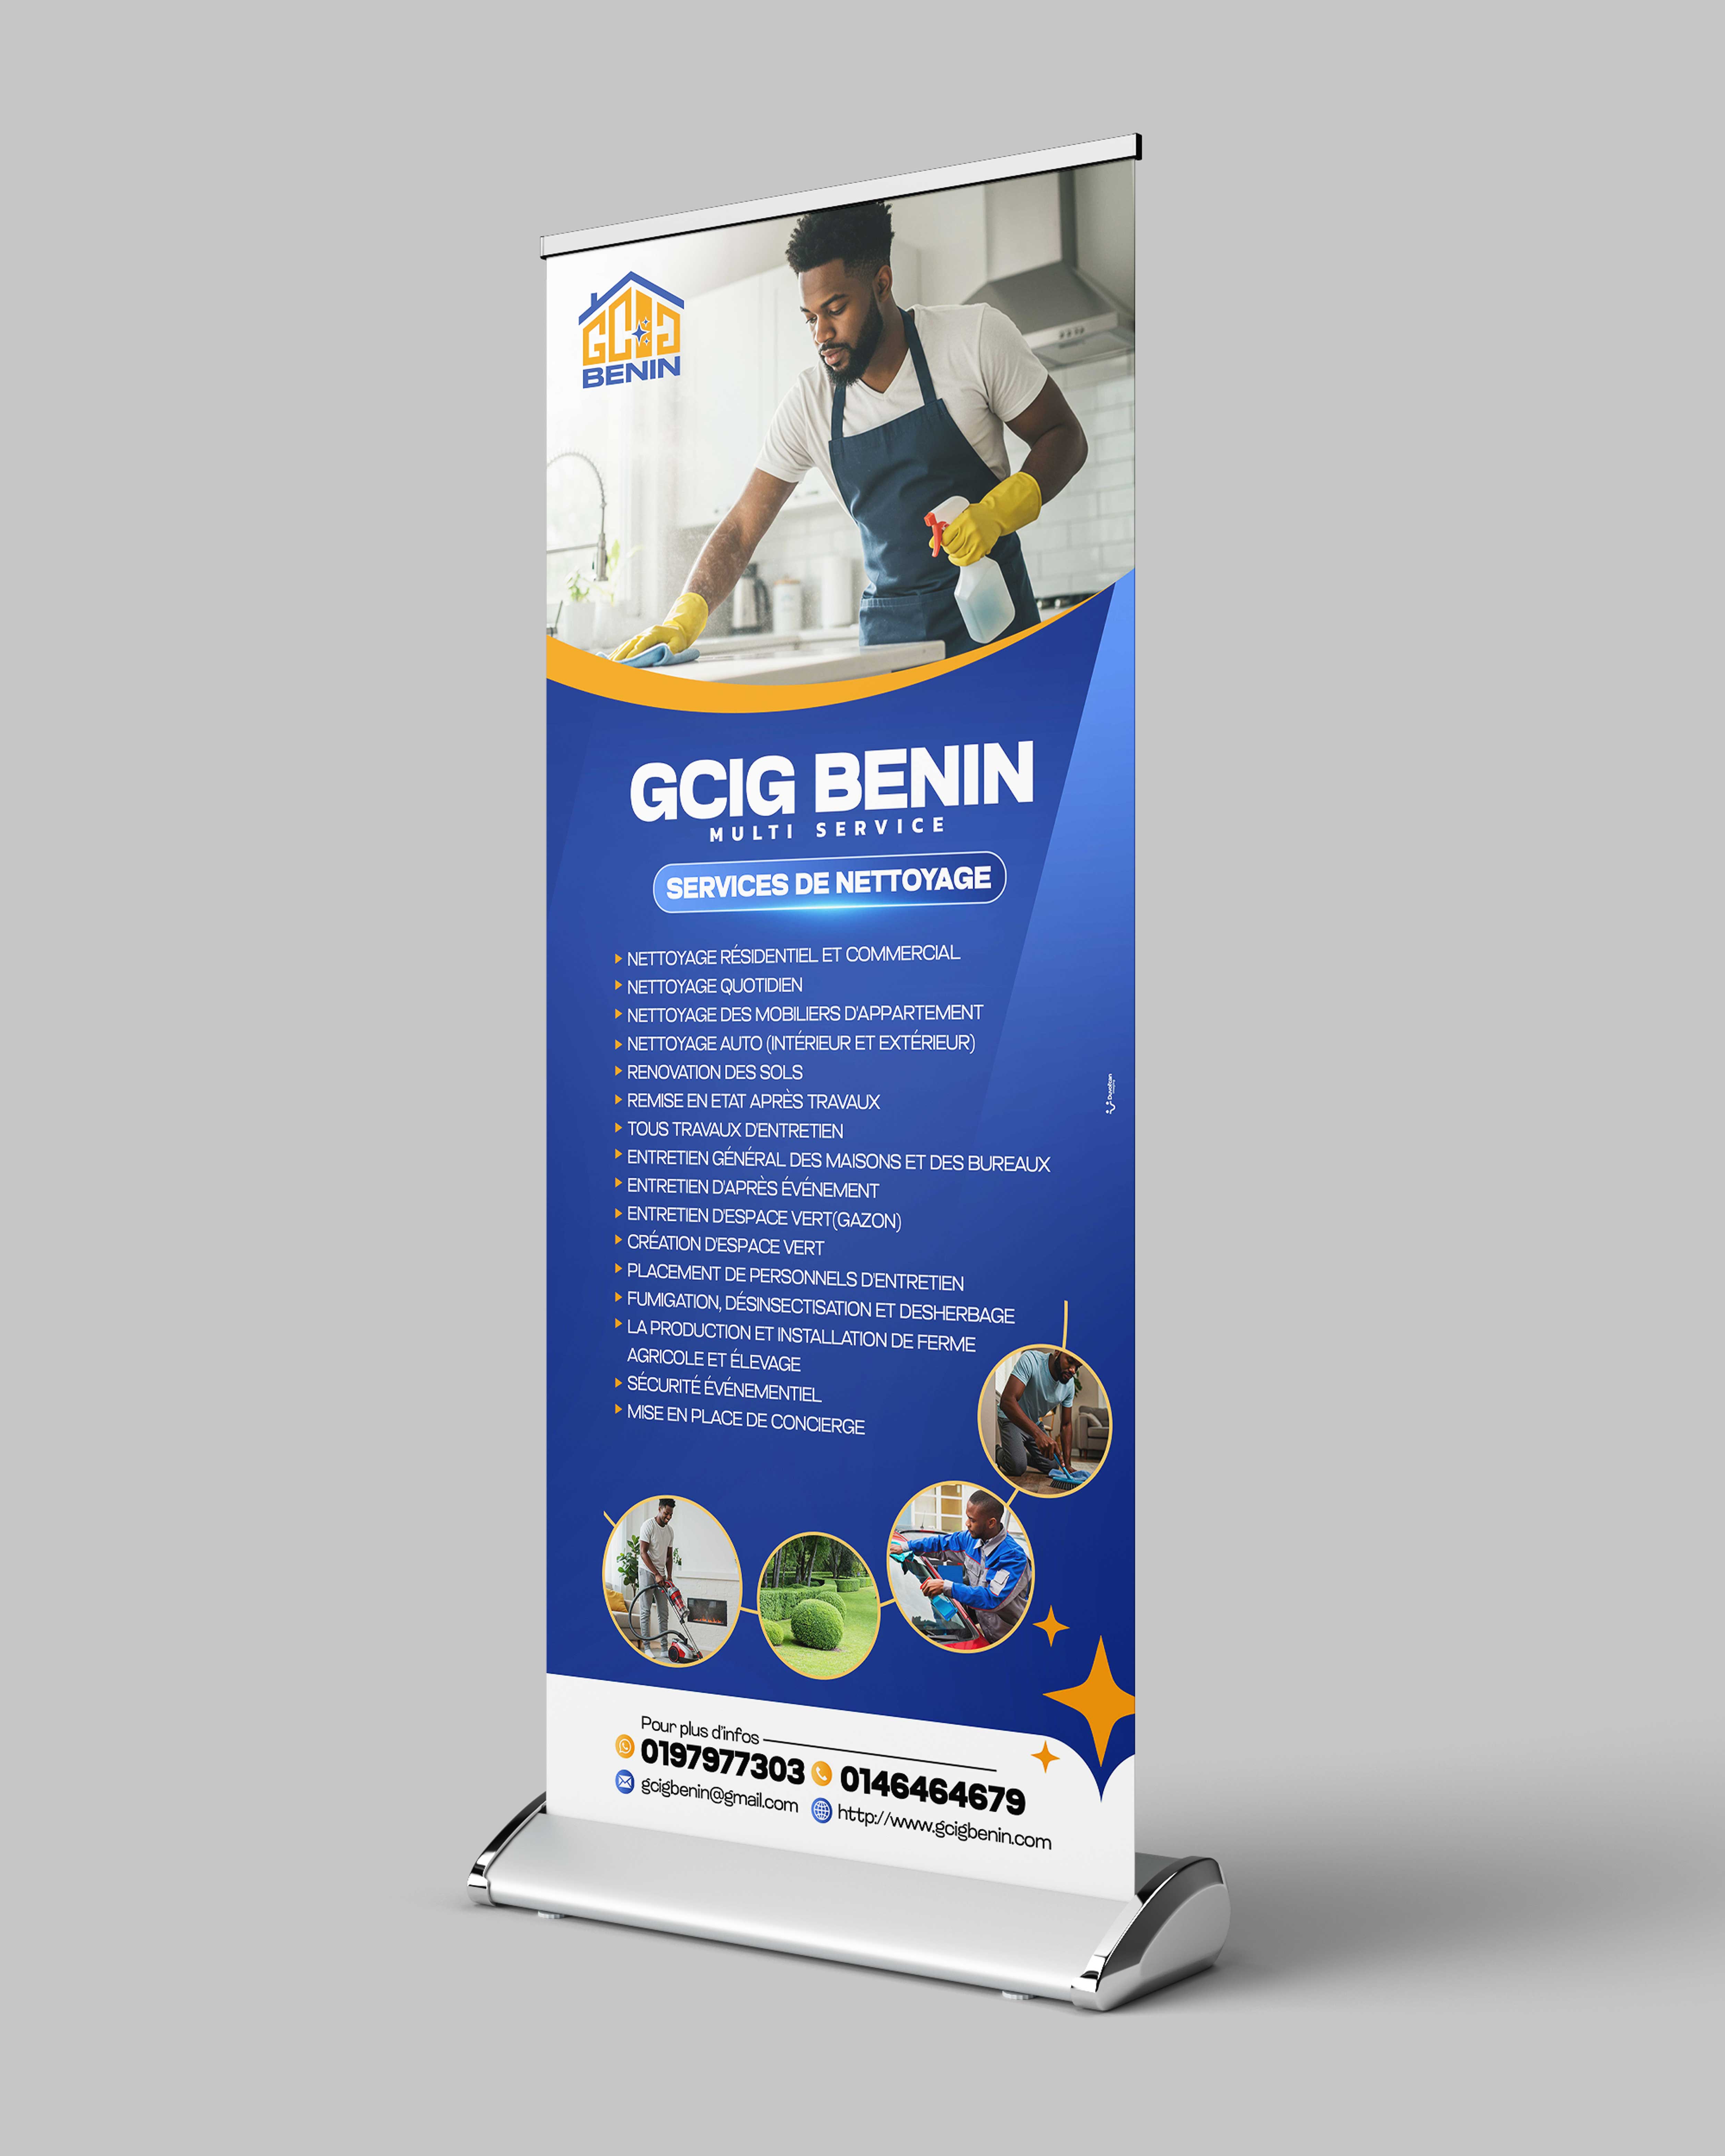 GCIG
BENIN
GCIG BENIN
MULTI SERVICE
SERVICES DE NETTOYAGE
NETTOYAGE RÉSIDENTIEL ET COMMERCIAL
NETTOYAGE QUOTIDIEN
NETTOYAGE DES MOBILIERS D'APPARTEMENT
NETTOYAGE AUTO (INTÉRIEUR ET EXTÉRIEUR)
RENOVATION DES SOLS
REMISE EN ETAT APRÈS TRAVAUX
TOUS TRAVAUX D'ENTRETIEN
ENTRETIEN GÉNÉRAL DES MAISONS ET DES BUREAUX
ENTRETIEN D'APRÈS ÉVÉNEMENT
ENTRETIEN D'ESPACE VERT(GAZON)
CRÉATION D'ESPACE VERT
PLACEMENT DE PERSONNELS D'ENTRETIEN
FUMIGATION, DÉSINSECTISATION ET DESHERBAGE
LA PRODUCTION ET INSTALLATION DE FERME
AGRICOLE ET ÉLEVAGE
SÉCURITÉ ÉVÉNEMENTIEL
MISE EN PLACE DE CONCIERGE
Pour plus d'infos
0197977303 0146464679
gcigbenin@gmail.com http://www.gcigbenin.com